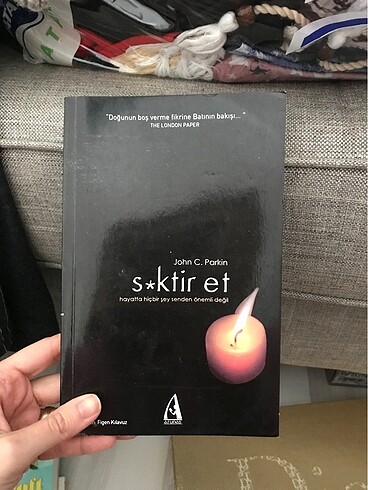 "Doğunun boş verme fikrine Batının bakışı..."
THE LONDON PAPER
John C. Parkin
s*ktir et
hayatta hiçbir şey senden önemli değil
Figen Kılavuz